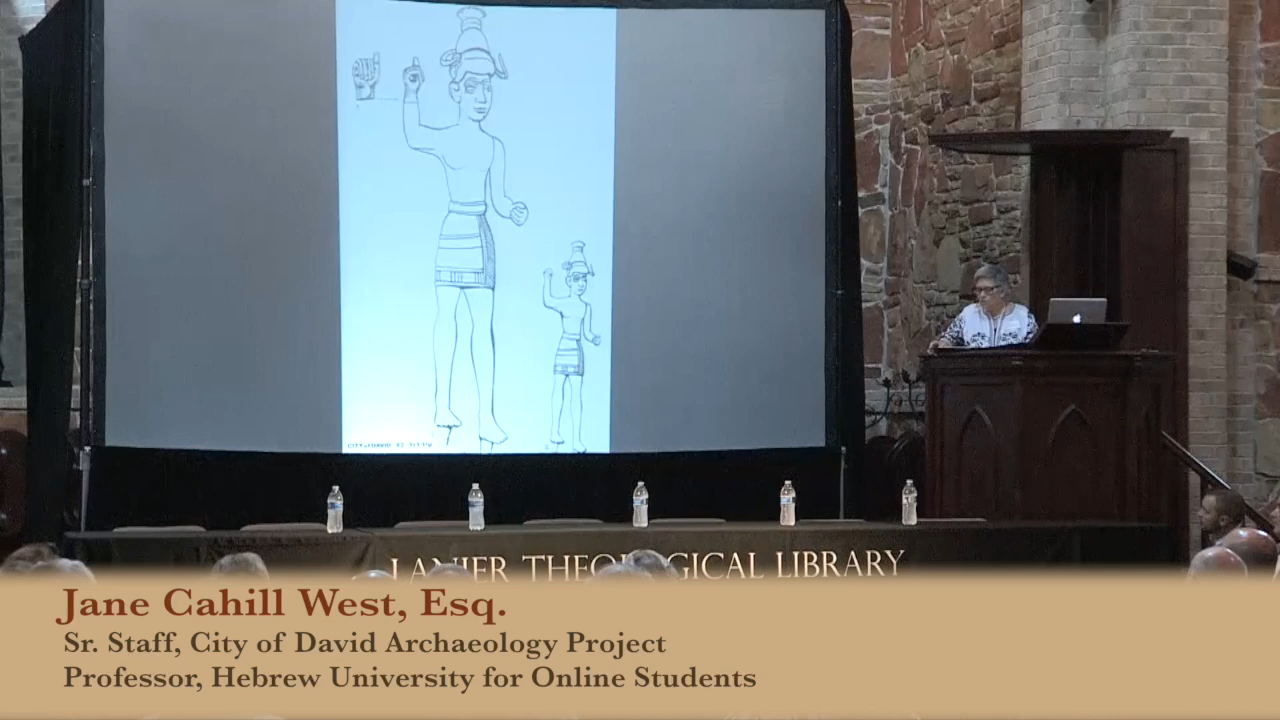 LANIER THEOLOGICAL LIBRARY
Jane Cahill West, Esq.
Sr. Staff, City of David Archaeology Project
Professor, Hebrew University for Online Students